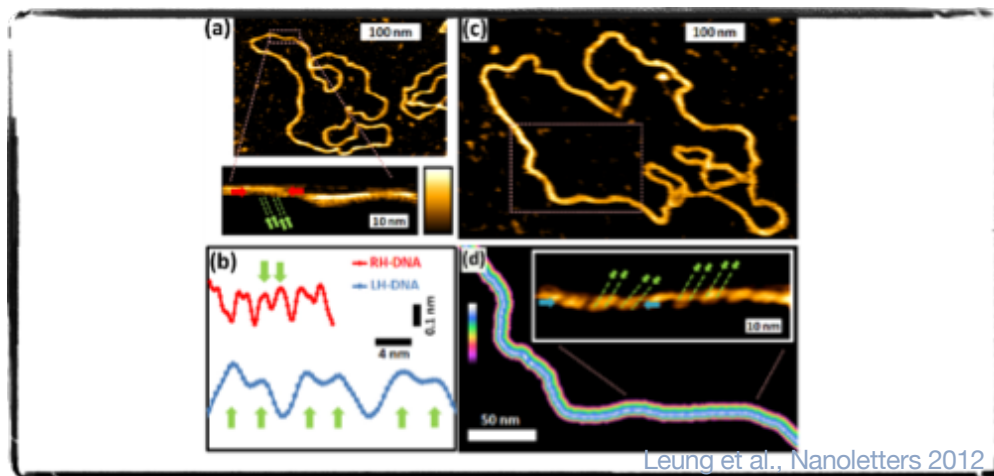 (a)
100 nm
10 nm
(b)
RH-DNA
LH-DNA
0.1 nm
4 nm
(c)
100 nm
(d)
10 nm
50 nm
Leung et al., Nanoletters 2012